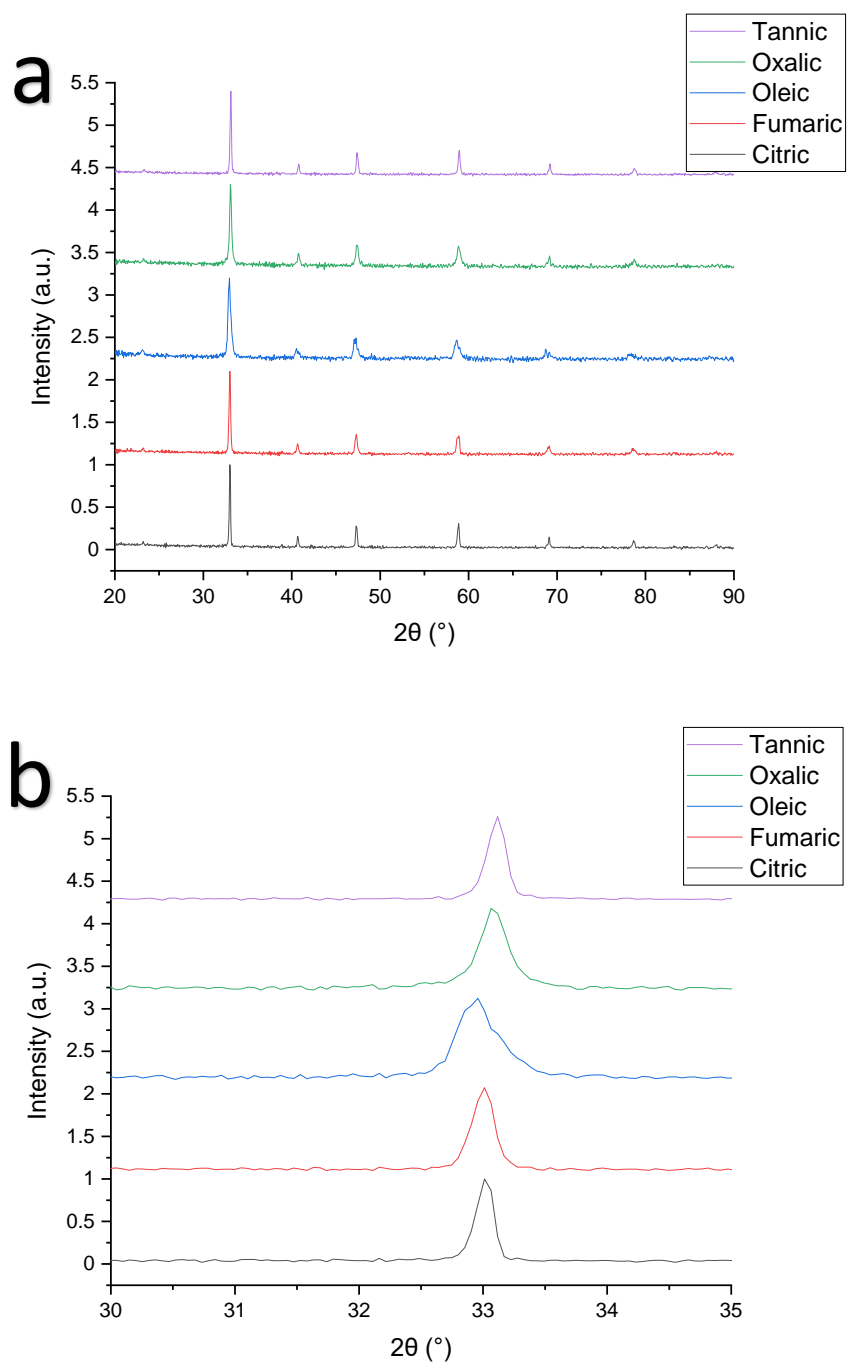 a
Tannic
Oxalic
Oleic
Fumaric
Citric
5.5
5
4.5
4
3.5
3
2.5
2
1.5
1
0.5
0
Intensity (a.u.)
20 30 40 50 60 70 80 90
2θ (°)
b
Tannic
Oxalic
Oleic
Fumaric
Citric
5.5
5
4.5
4
3.5
3
2.5
2
1.5
1
0.5
0
Intensity (a.u.)
30 31 32 33 34 35
2θ (°)